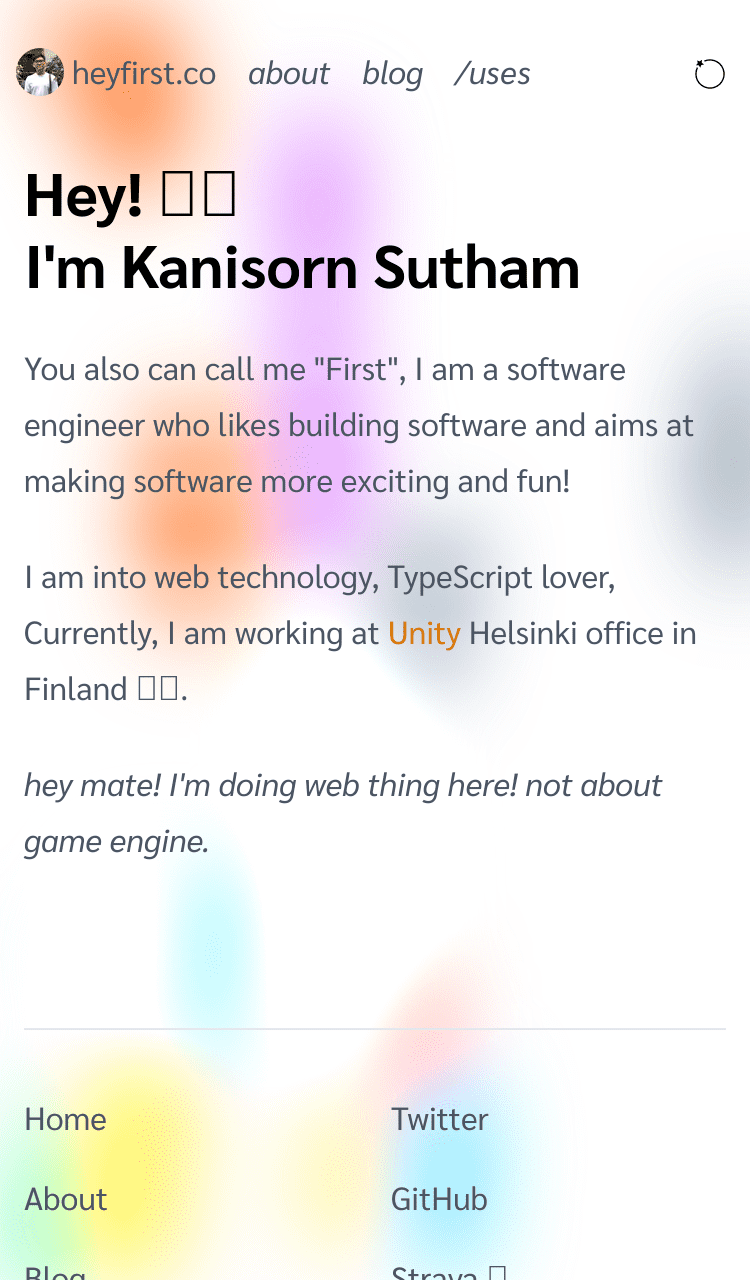 heyfirst.co about blog /uses
Hey! 
I'm Kanisorn Sutham
You also can call me "First", I am a software
engineer who likes building software and aims at
making software more exciting and fun!
I am into web technology, TypeScript lover,
Currently, I am working at Unity Helsinki office in
Finland .
hey mate! I'm doing web thing here! not about
game engine.
Home Twitter
About GitHub
Blog Strava